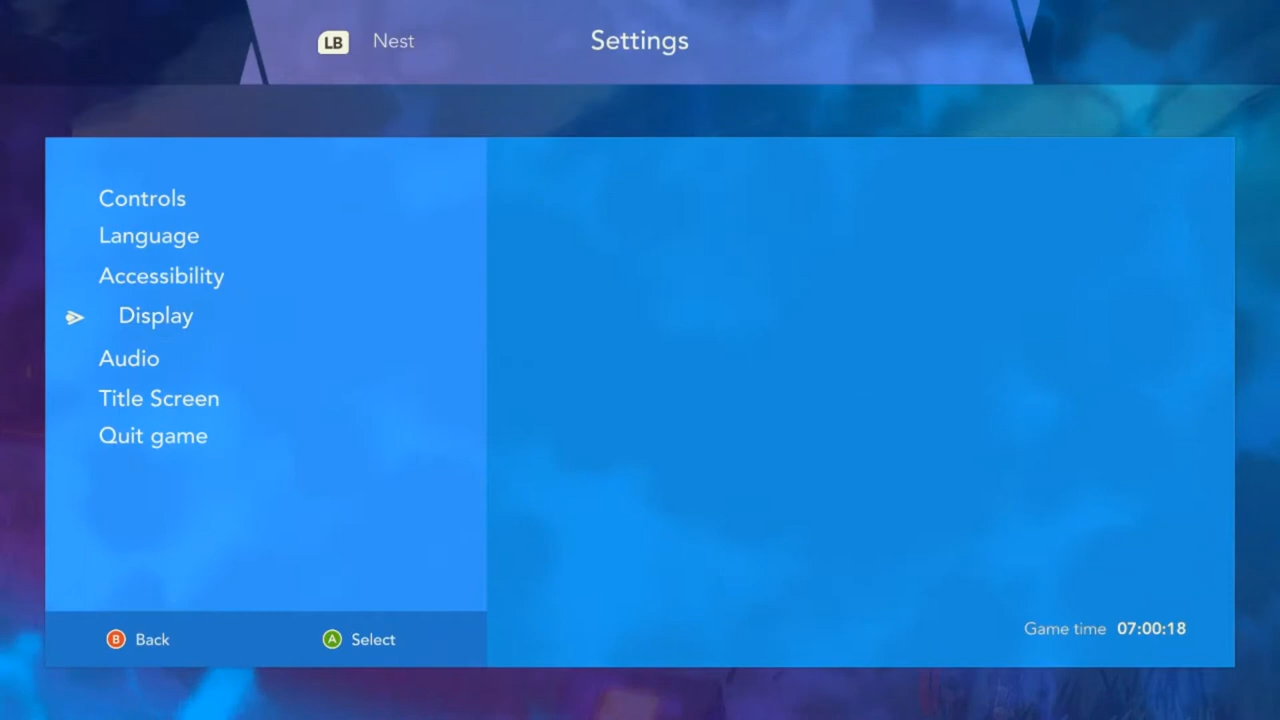 LB Nest Settings
Controls
Language
Accessibility
Display
Audio
Title Screen
Quit game
B Back A Select
Game time 07:00:18